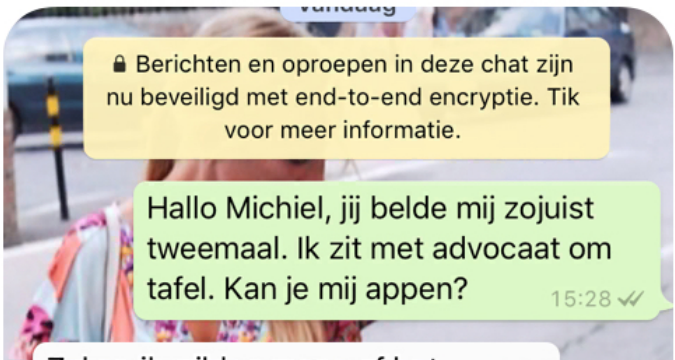 Vandaag
Berichten en oproepen in deze chat zijn
nu beveiligd met end-to-end encryptie. Tik
voor meer informatie.
Hallo Michiel, jij belde mij zojuist
tweemaal. Ik zit met advocaat om
tafel. Kan je mij appen?
15:28